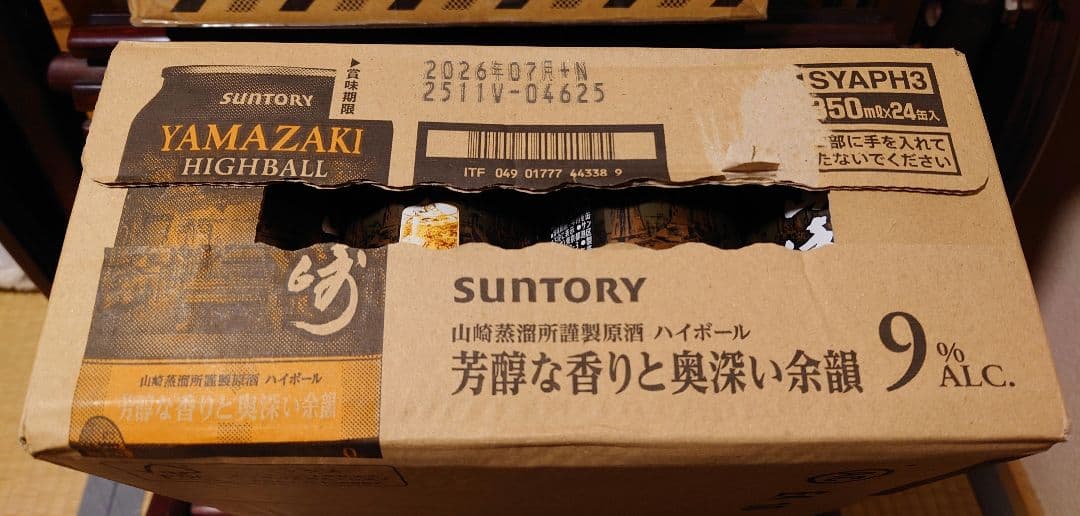 SUNTORY
YAMAZAKI
HIGHBALL
▶賞味期限
2026年07月+N
2511V-04625
ITF 049 01777 44338 9
SYAPH3
350ml×24缶入
部に手を入れて
たないでください
SUNTORY
山崎蒸溜所謹製原酒 ハイボール
芳醇な香りと奥深い余韻
9%
ALC.
山崎蒸溜所謹製原酒 ハイボール
芳醇な香りと奥深い余韻
9